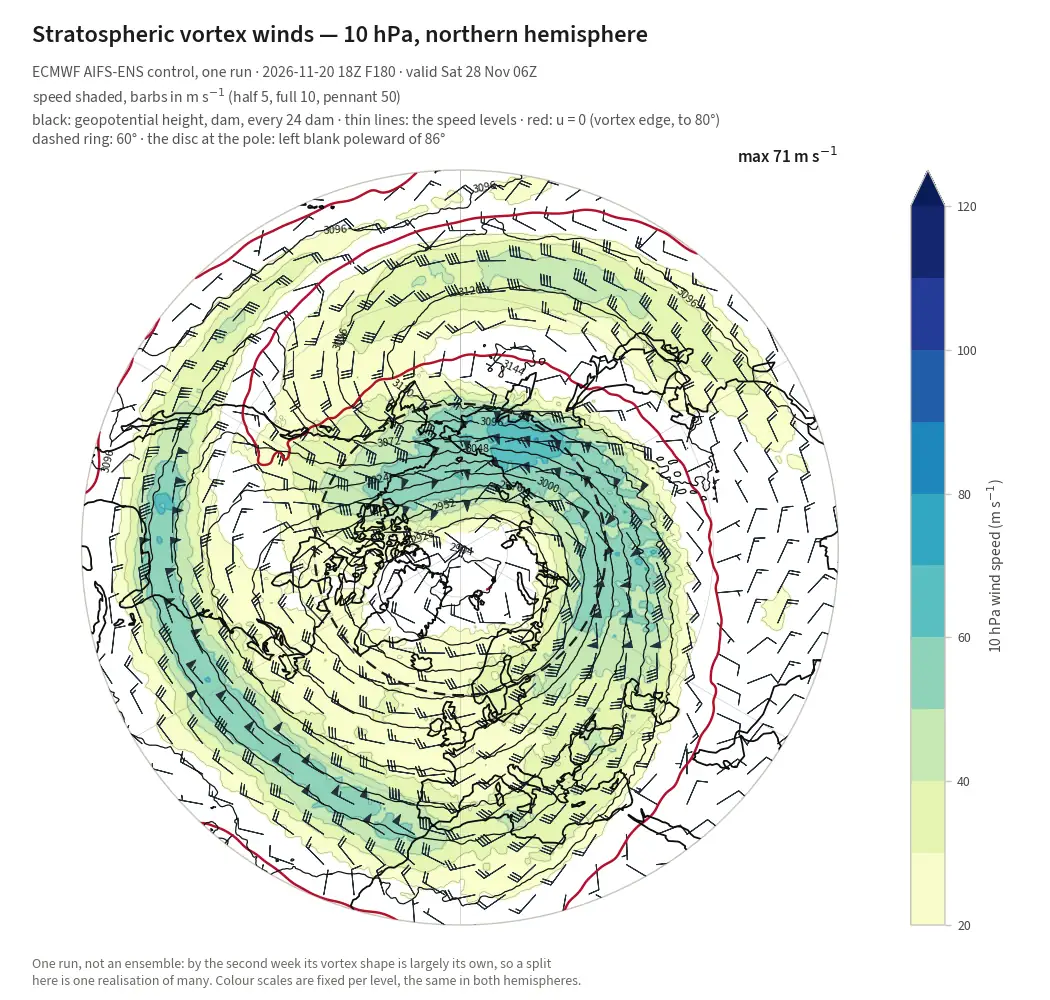 Stratospheric vortex winds — 10 hPa, northern hemisphere
ECMWF AIFS-ENS control, one run · 2026-11-20 18Z F180 · valid Sat 28 Nov 06Z
speed shaded, barbs in m s⁻¹ (half 5, full 10, pennant 50)
black: geopotential height, dam, every 24 dam · thin lines: the speed levels · red: u = 0 (vortex edge, to 80°)
dashed ring: 60° · the disc at the pole: left blank poleward of 86°
max 71 m s⁻¹
3096
3096
3096
3144
3072
3048
3000
2952
120
100
80
60
40
20
10 hPa wind speed (m s⁻¹)
One run, not an ensemble: by the second week its vortex shape is largely its own, so a split
here is one realisation of many. Colour scales are fixed per level, the same in both hemispheres.